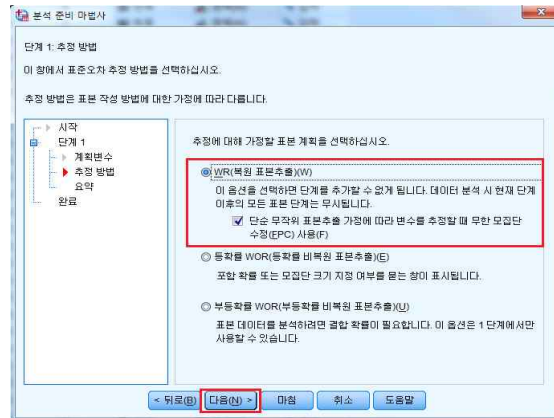 분석 준비 마법사
단계 1: 추정 방법
이 창에서 표준오차 추정 방법을 선택하십시오.
추정 방법은 표본 작성 방법에 대한 가정에 따라 다릅니다.
시작
단계 1
계획변수
추정 방법
요약
완료
추정에 대해 가정할 표본 계획을 선택하십시오.
WR(복원 표본추출)(W)
이 옵션을 선택하면 단계를 추가할 수 없게 됩니다. 데이터 분석 시 현재 단계
이후의 모든 표본 단계는 무시됩니다.
단순 무작위 표본추출 가정에 따라 변수를 추정할 때 무한 모집단
수정(FPC) 사용(F)
등확률 WOR(등확률 비복원 표본추출)(E)
포함 확률 또는 모집단 크기 지정 여부를 묻는 창이 표시됩니다.
부등확률 WOR(부등확률 비복원 표본추출)(U)
표본 데이터를 분석하려면 결합 확률이 필요합니다. 이 옵션은 1 단계에서만
사용할 수 있습니다.
< 뒤로(B) 다음(N) > 마침 취소 도움말